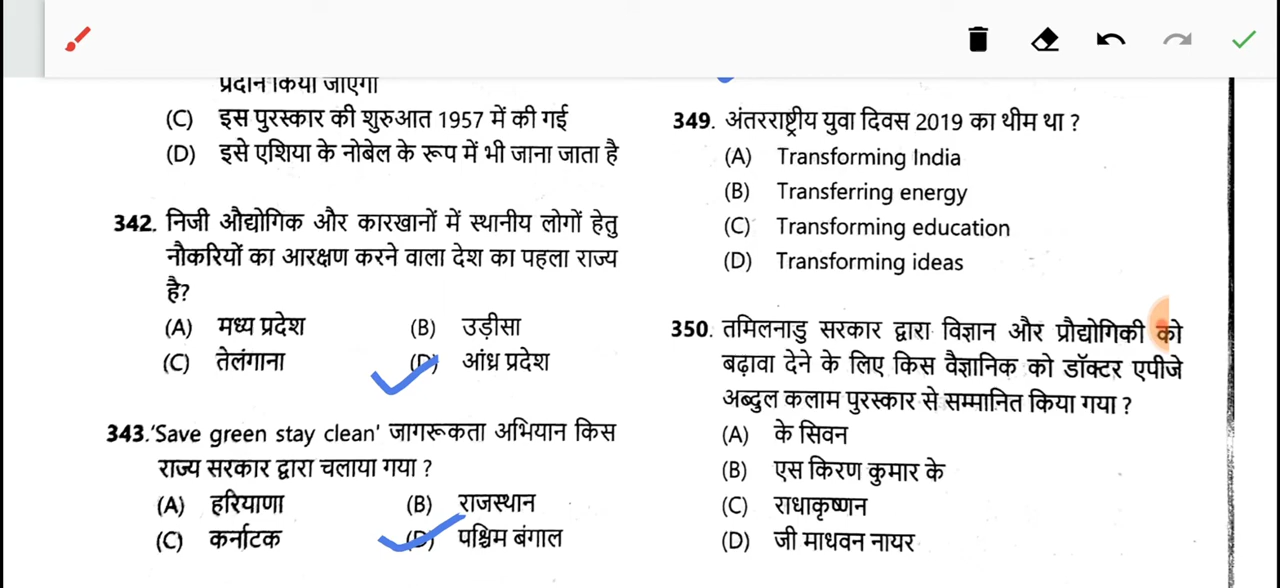 प्रदान किया जाएगा
(C) इस पुरस्कार की शुरुआत 1957 में की गई
(D) इसे एशिया के नोबेल के रूप में भी जाना जाता है
342. निजी औद्योगिक और कारखानों में स्थानीय लोगों हेतु
नौकरियों का आरक्षण करने वाला देश का पहला राज्य
है?
(A) मध्य प्रदेश (B) उड़ीसा
(C) तेलंगाना (D) आंध्र प्रदेश
343.'Save green stay clean' जागरूकता अभियान किस
राज्य सरकार द्वारा चलाया गया ?
(A) हरियाणा (B) राजस्थान
(C) कर्नाटक (D) पश्चिम बंगाल
349. अंतरराष्ट्रीय युवा दिवस 2019 का थीम था ?
(A) Transforming India
(B) Transferring energy
(C) Transforming education
(D) Transforming ideas
350. तमिलनाडु सरकार द्वारा विज्ञान और प्रौद्योगिकी को
बढ़ावा देने के लिए किस वैज्ञानिक को डॉक्टर एपीजे
अब्दुल कलाम पुरस्कार से सम्मानित किया गया ?
(A) के सिवन
(B) एस किरण कुमार के
(C) राधाकृष्णन
(D) जी माधवन नायर